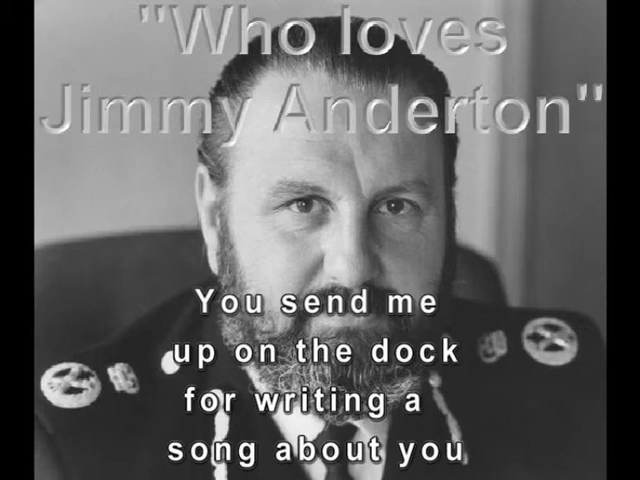 "Who loves
Jimmy Anderton"
You send me
up on the dock
for writing a
song about you